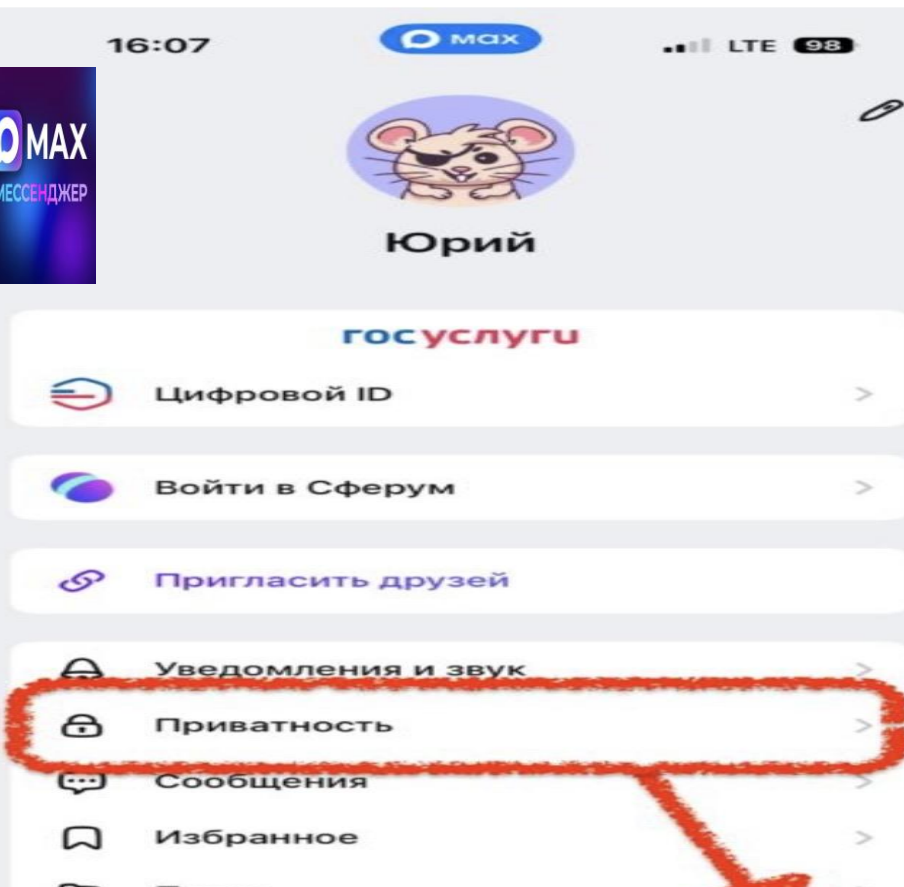 16:07
max
LTE 98
MAX
МЕССЕНДЖЕР
Юрий
госуслуги
Цифровой ID
Войти в Сферум
Пригласить друзей
Уведомления и звук
Приватность
Сообщения
Избранное